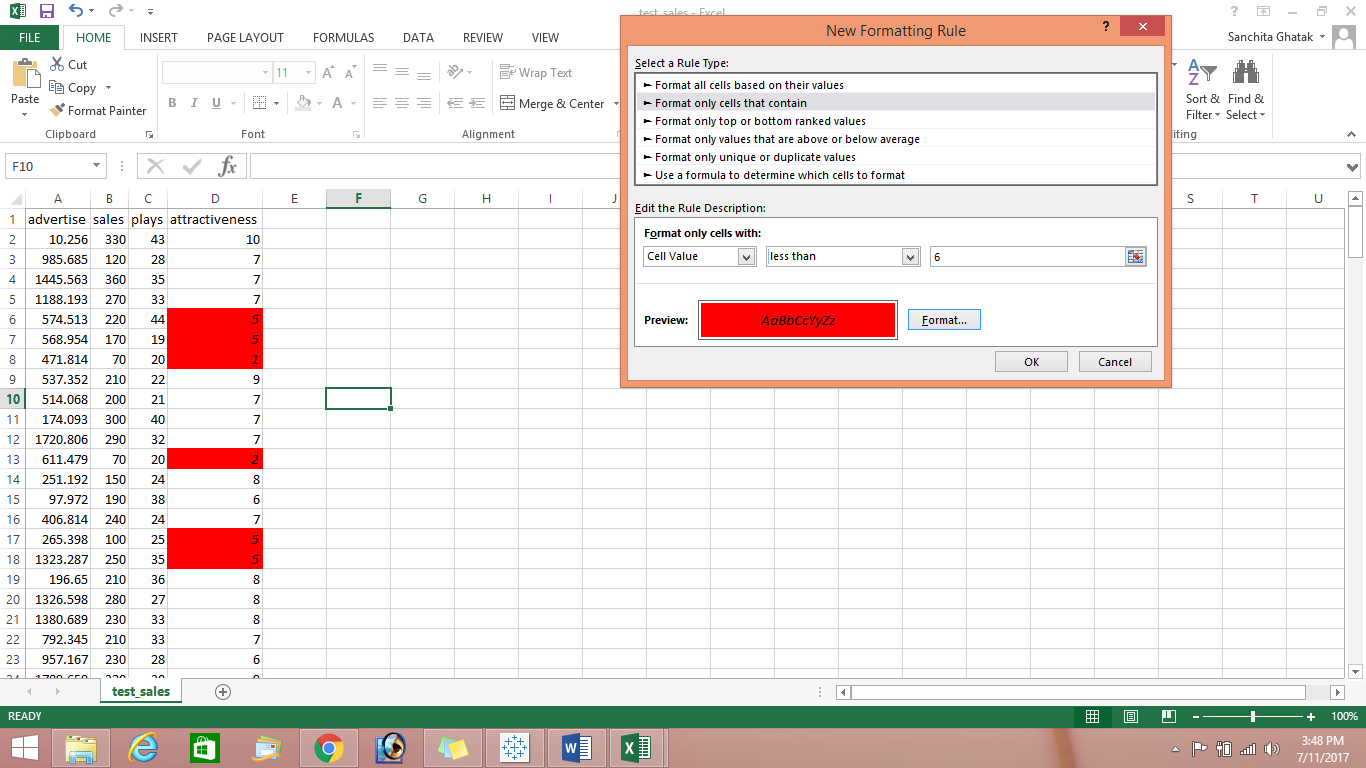 test_sales - Excel
FILE HOME INSERT PAGE LAYOUT FORMULAS DATA REVIEW VIEW Sanchita Ghatak
Paste
Cut
Copy
Format Painter
Clipboard
11 A A
B I U A
Font
Wrap Text
Merge & Center
Alignment
Sort & Filter
Find & Select
iting
F10 fx
New Formatting Rule
Select a Rule Type:
► Format all cells based on their values
► Format only cells that contain
► Format only top or bottom ranked values
► Format only values that are above or below average
► Format only unique or duplicate values
► Use a formula to determine which cells to format
Edit the Rule Description:
Format only cells with:
Cell Value less than 6
Preview: AaBbCcYyZz Format...
OK Cancel
A B C D E F G H I J S T U
1 advertise sales plays attractiveness
2 10.256 330 43 10
3 985.685 120 28 7
4 1445.563 360 35 7
5 1188.193 270 33 7
6 574.513 220 44 5
7 568.954 170 19 5
8 471.814 70 20 1
9 537.352 210 22 9
10 514.068 200 21 7
11 174.093 300 40 7
12 1720.806 290 32 7
13 611.479 70 20 2
14 251.192 150 24 8
15 97.972 190 38 6
16 406.814 240 24 7
17 265.398 100 25 5
18 1323.287 250 35 5
19 196.65 210 36 8
20 1326.598 280 27 8
21 1380.689 230 33 8
22 792.345 210 33 7
23 957.167 230 28 6
test_sales
READY 100%
3:48 PM
7/11/2017